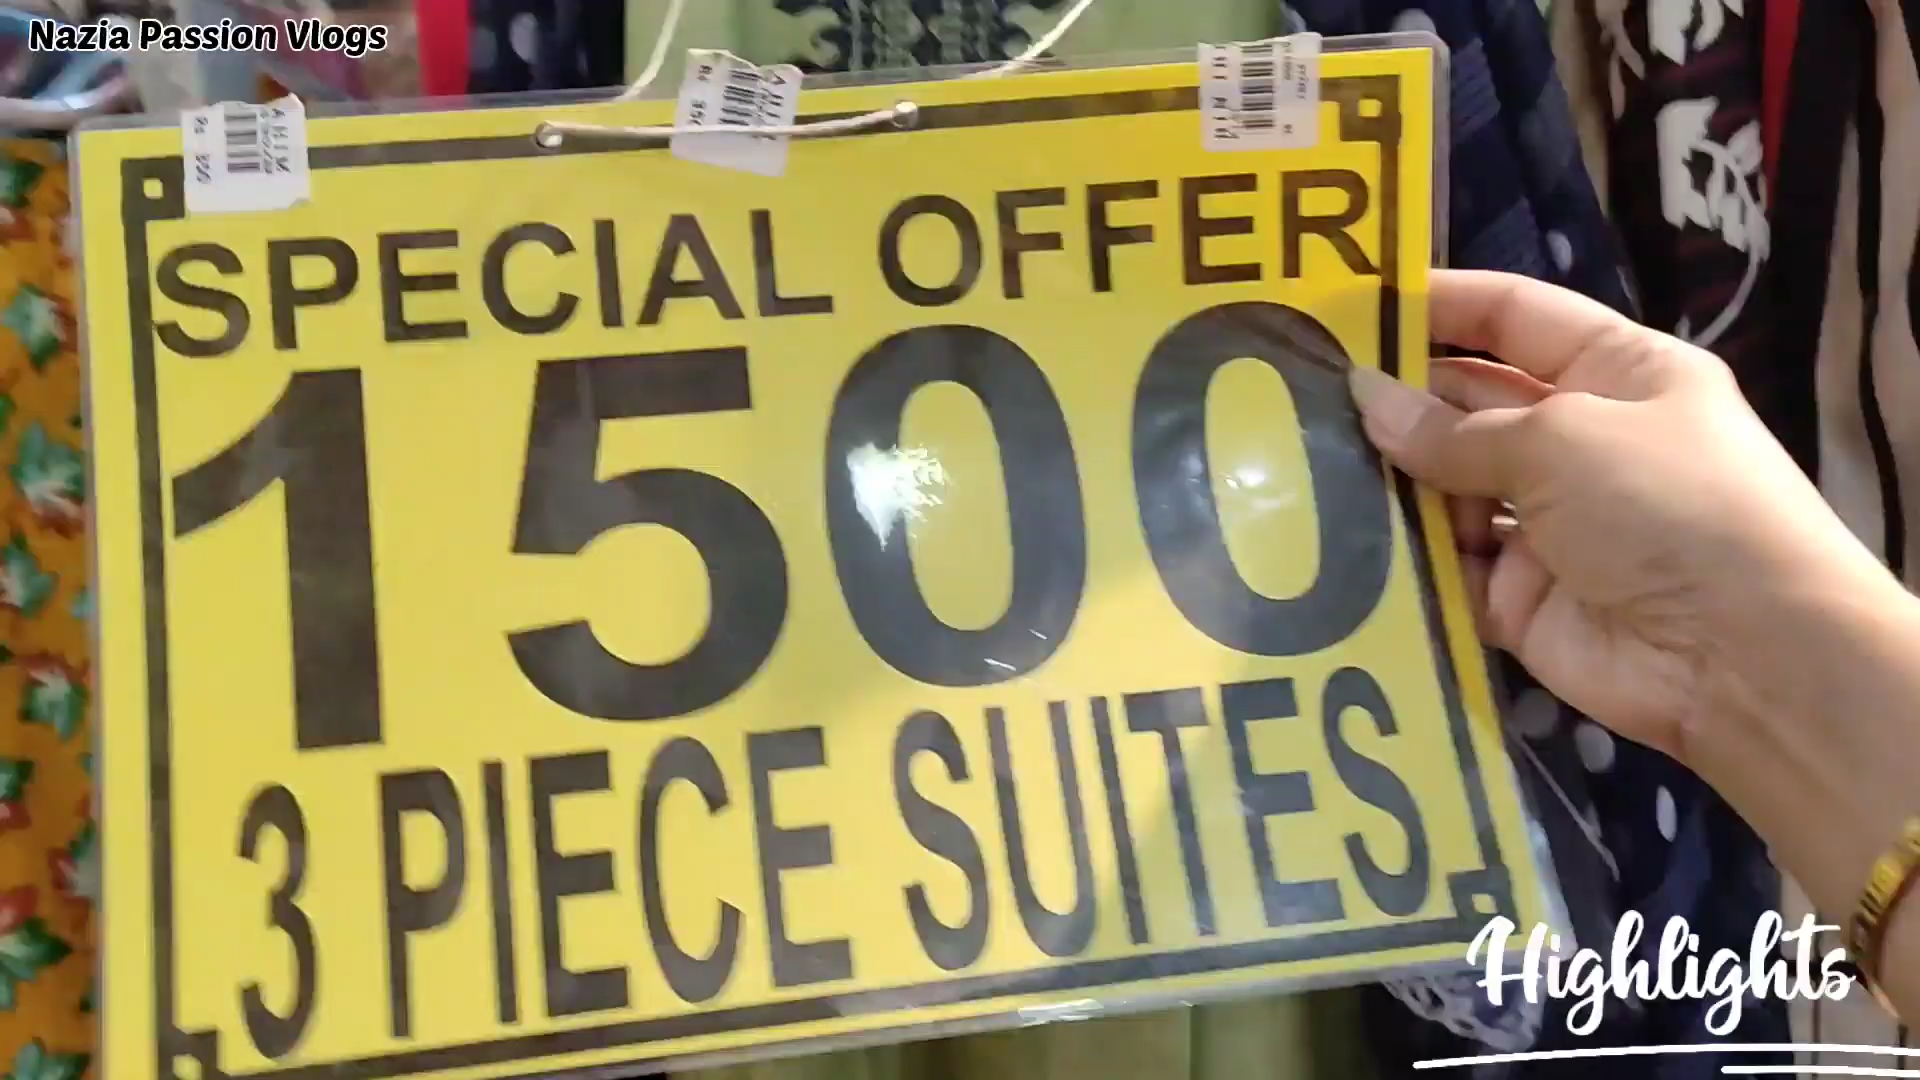 Nazia Passion Vlogs
SPECIAL OFFER
1500
3 PIECE SUITES
Highlights